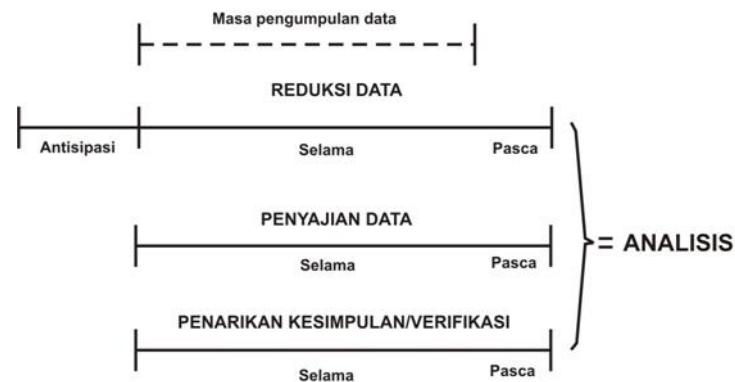 Masa pengumpulan data
REDUKSI DATA
Antisipasi Selama Pasca
PENYAJIAN DATA
= ANALISIS
Selama Pasca
PENARIKAN KESIMPULAN/VERIFIKASI
Selama Pasca